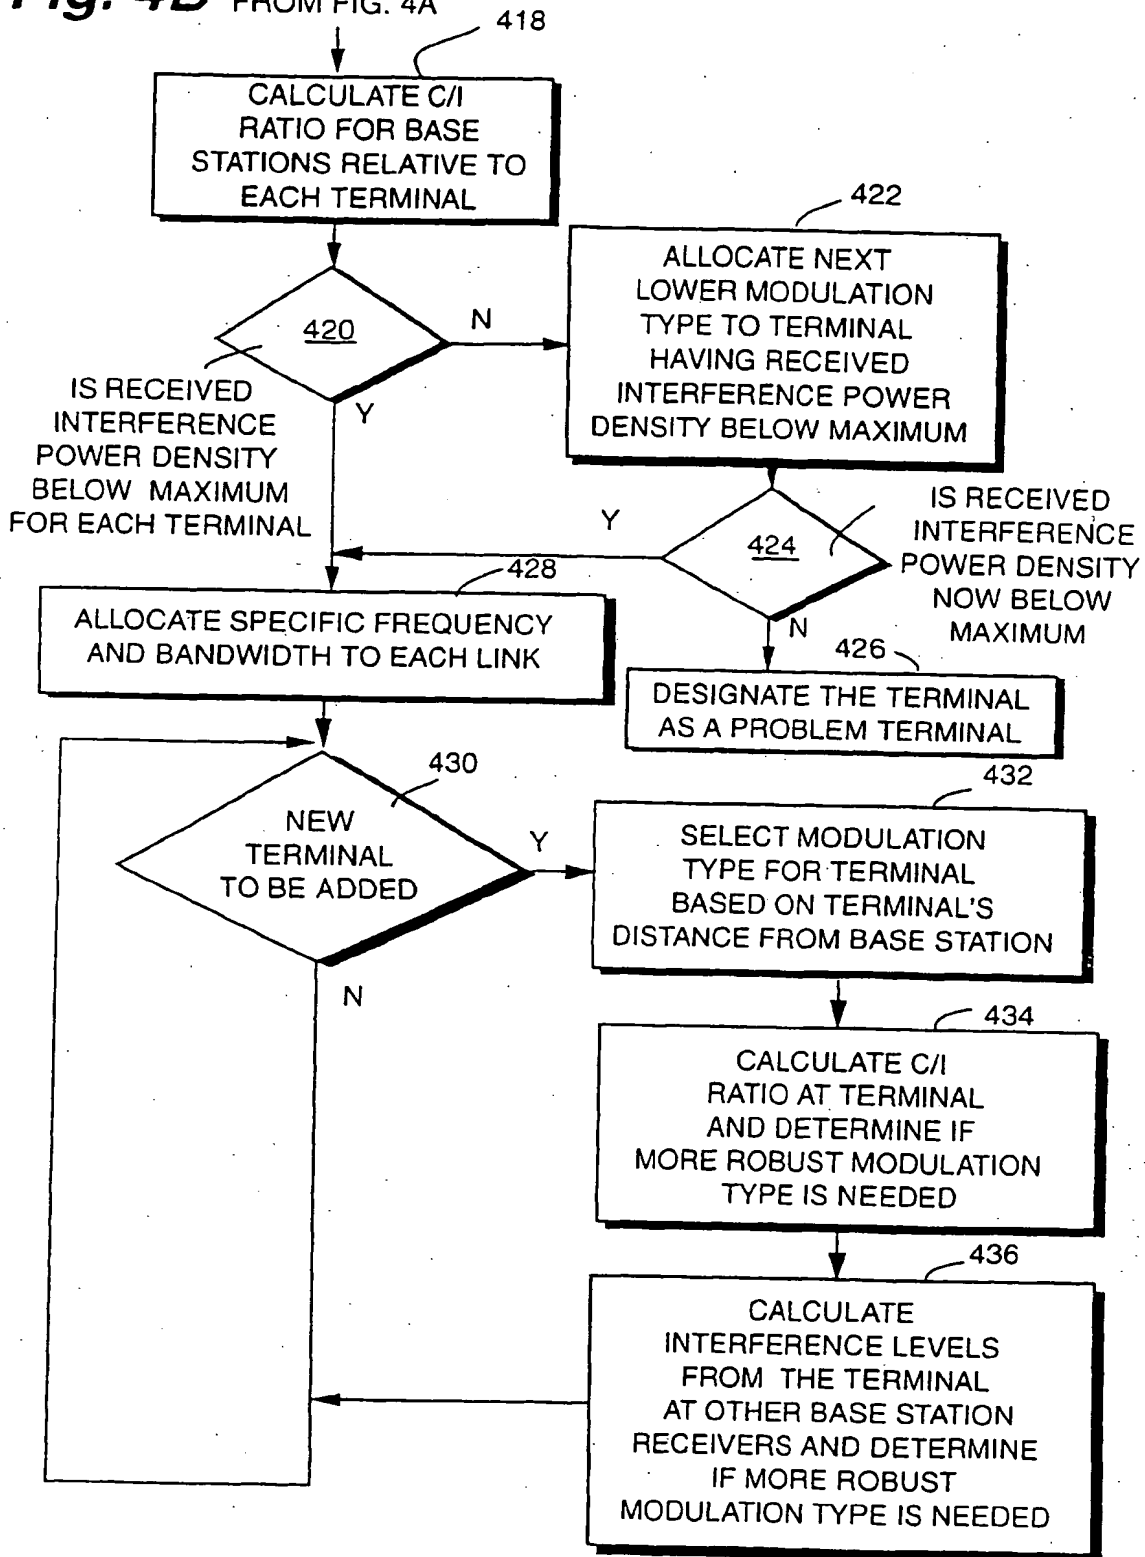 Fig. 4B FROM FIG. 4A
418
CALCULATE C/I
RATIO FOR BASE
STATIONS RELATIVE TO
EACH TERMINAL
420
N
Y
IS RECEIVED
INTERFERENCE
POWER DENSITY
BELOW MAXIMUM
FOR EACH TERMINAL
422
ALLOCATE NEXT
LOWER MODULATION
TYPE TO TERMINAL
HAVING RECEIVED
INTERFERENCE POWER
DENSITY BELOW MAXIMUM
Y
424
IS RECEIVED
INTERFERENCE
POWER DENSITY
NOW BELOW
MAXIMUM
N
428
ALLOCATE SPECIFIC FREQUENCY
AND BANDWIDTH TO EACH LINK
426
DESIGNATE THE TERMINAL
AS A PROBLEM TERMINAL
430
NEW
TERMINAL
TO BE ADDED
Y
N
432
SELECT MODULATION
TYPE FOR TERMINAL
BASED ON TERMINAL'S
DISTANCE FROM BASE STATION
434
CALCULATE C/I
RATIO AT TERMINAL
AND DETERMINE IF
MORE ROBUST MODULATION
TYPE IS NEEDED
436
CALCULATE
INTERFERENCE LEVELS
FROM THE TERMINAL
AT OTHER BASE STATION
RECEIVERS AND DETERMINE
IF MORE ROBUST
MODULATION TYPE IS NEEDED